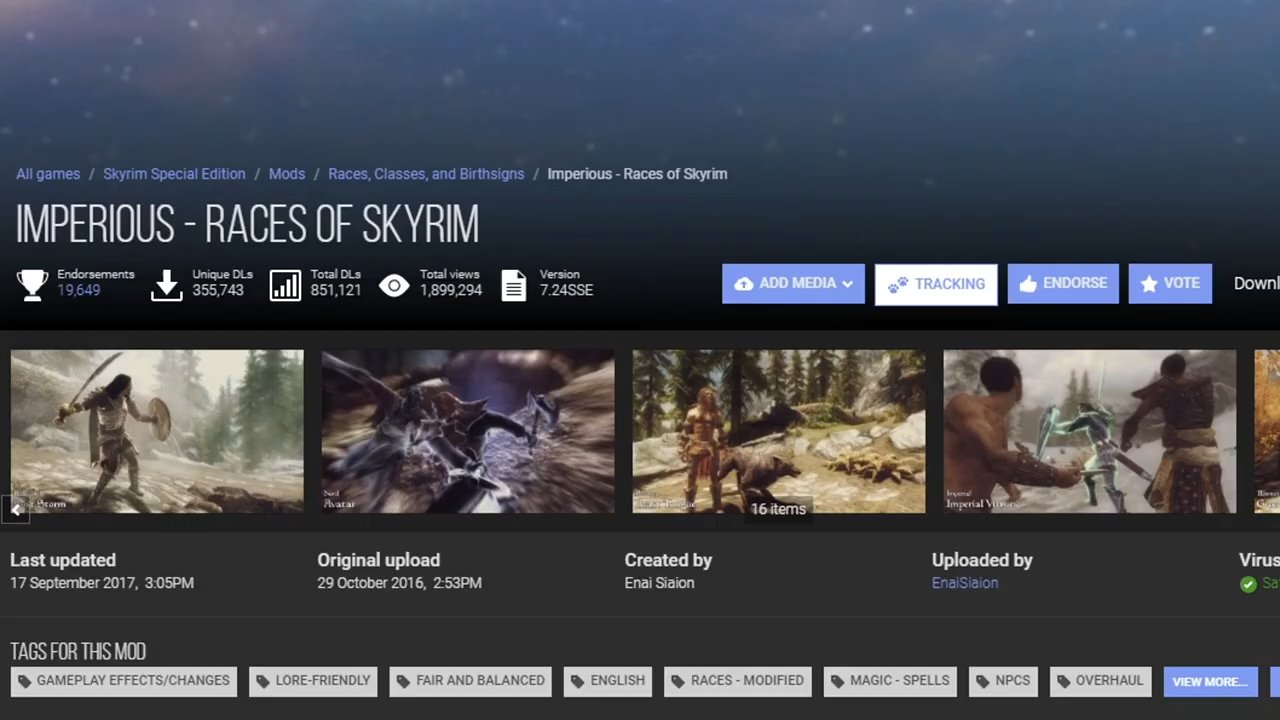 All games / Skyrim Special Edition / Mods / Races, Classes, and Birthsigns / Imperious - Races of Skyrim
IMPERIOUS - RACES OF SKYRIM
Endorsements Unique DLs Total DLs Total views Version
19,649 355,743 851,121 1,899,294 7.24SSE
ADD MEDIA TRACKING ENDORSE VOTE Downl
Storm
Nord
Avatar
16 items
Imperial
Imperial Virtues
Last updated Original upload Created by Uploaded by Virus
17 September 2017, 3:05PM 29 October 2016, 2:53PM Enai Siaion EnaiSiaion Sa
TAGS FOR THIS MOD
GAMEPLAY EFFECTS/CHANGES LORE-FRIENDLY FAIR AND BALANCED ENGLISH RACES - MODIFIED MAGIC - SPELLS NPCS OVERHAUL VIEW MORE...